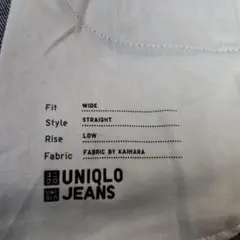 Fit WIDE
Style STRAIGHT
Rise LOW
Fabric FABRIC BY KAIHARA
UNIQLO
JEANS